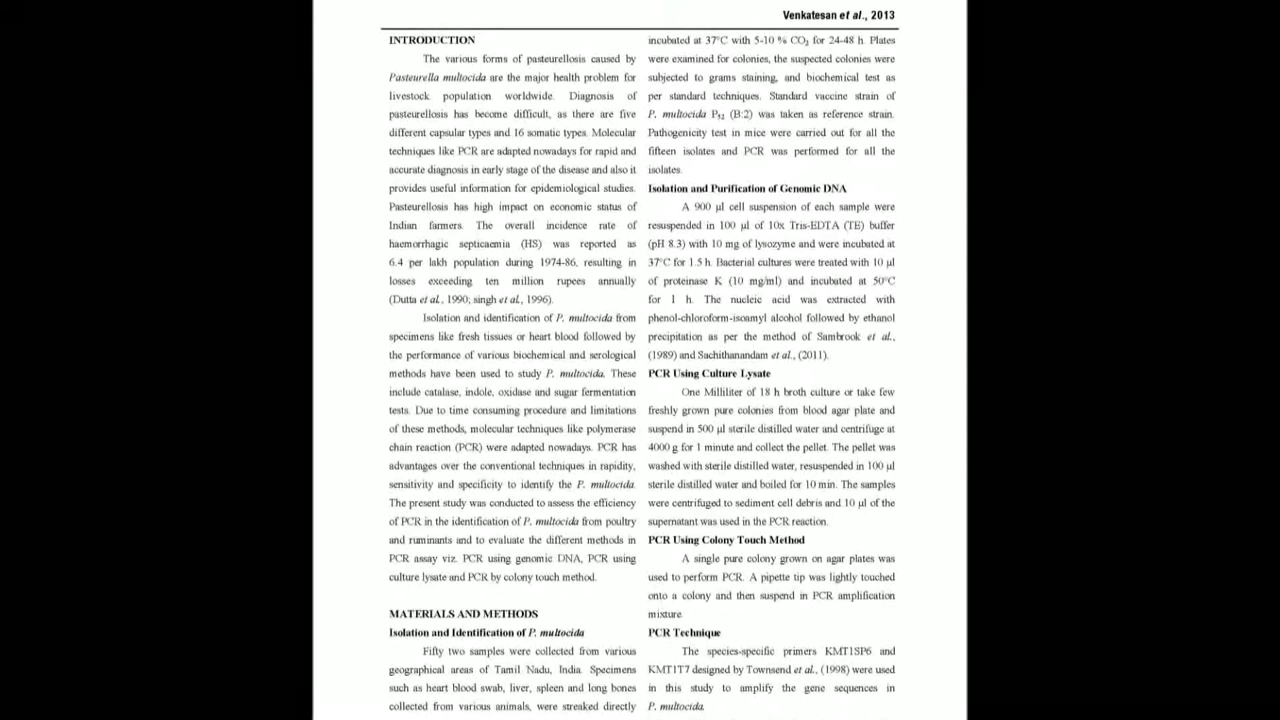 Venkatesan et al., 2013
INTRODUCTION
The various forms of pasteurellosis caused by
Pasteurella multocida are the major health problem for
livestock population worldwide. Diagnosis of
pasteurellosis has become difficult, as there are five
different capsular types and 16 somatic types. Molecular
techniques like PCR are adapted nowadays for rapid and
accurate diagnosis in early stage of the disease and also it
provides useful information for epidemiological studies.
Pasteurellosis has high impact on economic status of
Indian farmers. The overall incidence rate of
haemorrhagic septicaemia (HS) was reported as
6.4 per lakh population during 1974-86, resulting in
losses exceeding ten million rupees annually
(Dutta et al., 1990; singh et al., 1996).
Isolation and identification of P. multocida from
specimens like fresh tissues or heart blood followed by
the performance of various biochemical and serological
methods have been used to study P. multocida. These
include catalase, indole, oxidase and sugar fermentation
tests. Due to time consuming procedure and limitations
of these methods, molecular techniques like polymerase
chain reaction (PCR) were adapted nowadays. PCR has
advantages over the conventional techniques in rapidity,
sensitivity and specificity to identify the P. multocida.
The present study was conducted to assess the efficiency
of PCR in the identification of P. multocida from poultry
and ruminants and to evaluate the different methods in
PCR assay viz. PCR using genomic DNA, PCR using
culture lysate and PCR by colony touch method.
MATERIALS AND METHODS
Isolation and Identification of P. multocida
Fifty two samples were collected from various
geographical areas of Tamil Nadu, India. Specimens
such as heart blood swab, liver, spleen and long bones
collected from various animals, were streaked directly
incubated at 37°C with 5-10 % CO₂ for 24-48 h. Plates
were examined for colonies, the suspected colonies were
subjected to grams staining, and biochemical test as
per standard techniques. Standard vaccine strain of
P. multocida P₅₂ (B:2) was taken as reference strain.
Pathogenicity test in mice were carried out for all the
fifteen isolates and PCR was performed for all the
isolates.
Isolation and Purification of Genomic DNA
A 900 µl cell suspension of each sample were
resuspended in 100 µl of 10x Tris-EDTA (TE) buffer
(pH 8.3) with 10 mg of lysozyme and were incubated at
37°C for 1.5 h. Bacterial cultures were treated with 10 µl
of proteinase K (10 mg/ml) and incubated at 50°C
for 1 h. The nucleic acid was extracted with
phenol-chloroform-isoamyl alcohol followed by ethanol
precipitation as per the method of Sambrook et al.,
(1989) and Sachithanandam et al., (2011).
PCR Using Culture Lysate
One Milliliter of 18 h broth culture or take few
freshly grown pure colonies from blood agar plate and
suspend in 500 µl sterile distilled water and centrifuge at
4000 g for 1 minute and collect the pellet. The pellet was
washed with sterile distilled water, resuspended in 100 µl
sterile distilled water and boiled for 10 min. The samples
were centrifuged to sediment cell debris and 10 µl of the
supernatant was used in the PCR reaction.
PCR Using Colony Touch Method
A single pure colony grown on agar plates was
used to perform PCR. A pipette tip was lightly touched
onto a colony and then suspend in PCR amplification
mixture.
PCR Technique
The species-specific primers KMT1SP6 and
KMT1T7 designed by Townsend et al., (1998) were used
in this study to amplify the gene sequences in
P. multocida.